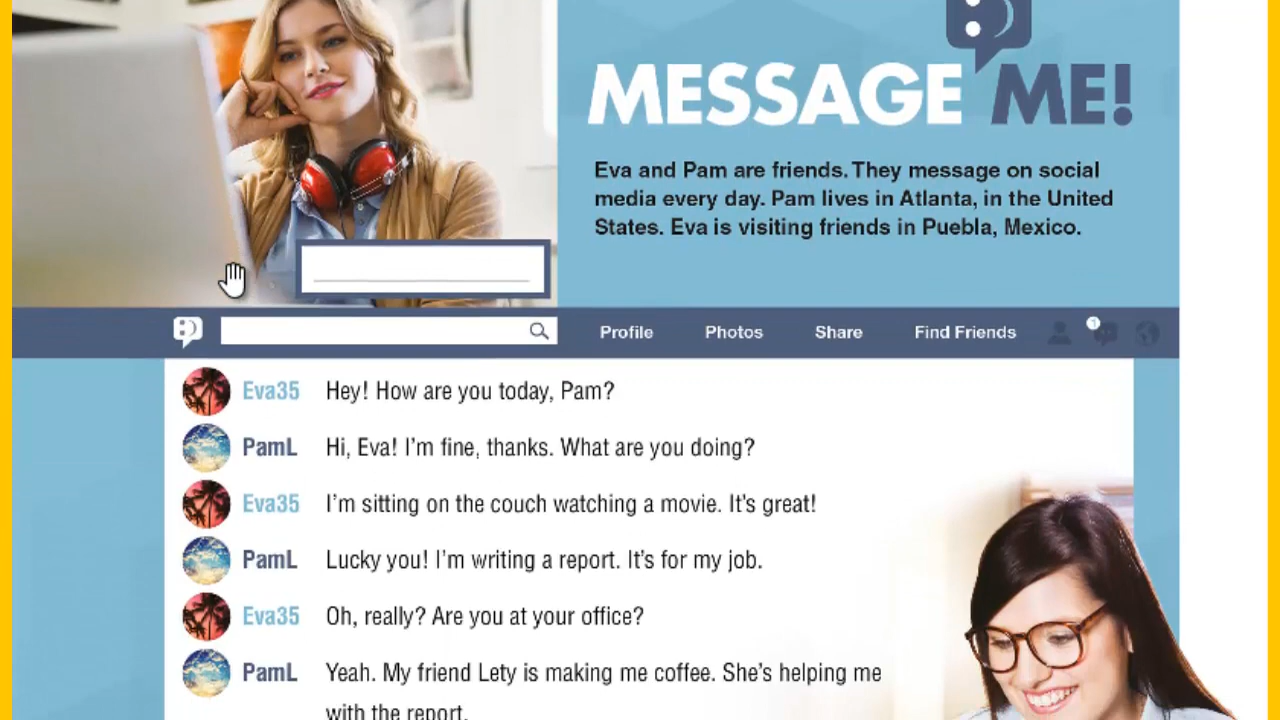 MESSAGE ME!
Eva and Pam are friends. They message on social
media every day. Pam lives in Atlanta, in the United
States. Eva is visiting friends in Puebla, Mexico.
Profile Photos Share Find Friends 1
Eva35 Hey! How are you today, Pam?
PamL Hi, Eva! I'm fine, thanks. What are you doing?
Eva35 I'm sitting on the couch watching a movie. It's great!
PamL Lucky you! I'm writing a report. It's for my job.
Eva35 Oh, really? Are you at your office?
PamL Yeah. My friend Lety is making me coffee. She's helping me
with the report.